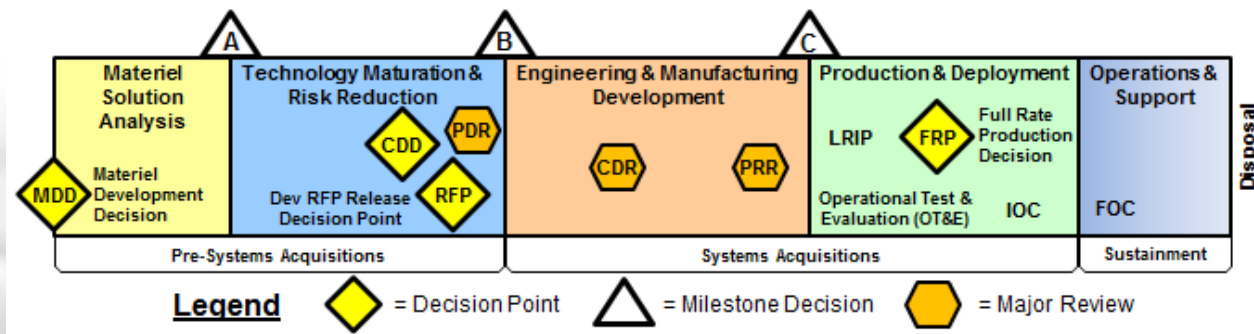 A
B
C
Materiel
Solution
Analysis
MDD
Materiel
Development
Decision
Technology Maturation &
Risk Reduction
CDD
PDR
Dev RFP Release
Decision Point
RFP
Engineering & Manufacturing
Development
CDR
PRR
Production & Deployment
LRIP
FRP
Full Rate
Production
Decision
Operational Test &
Evaluation (OT&E)
IOC
Operations &
Support
FOC
Disposal
Pre-Systems Acquisitions
Systems Acquisitions
Sustainment
Legend
= Decision Point
= Milestone Decision
= Major Review